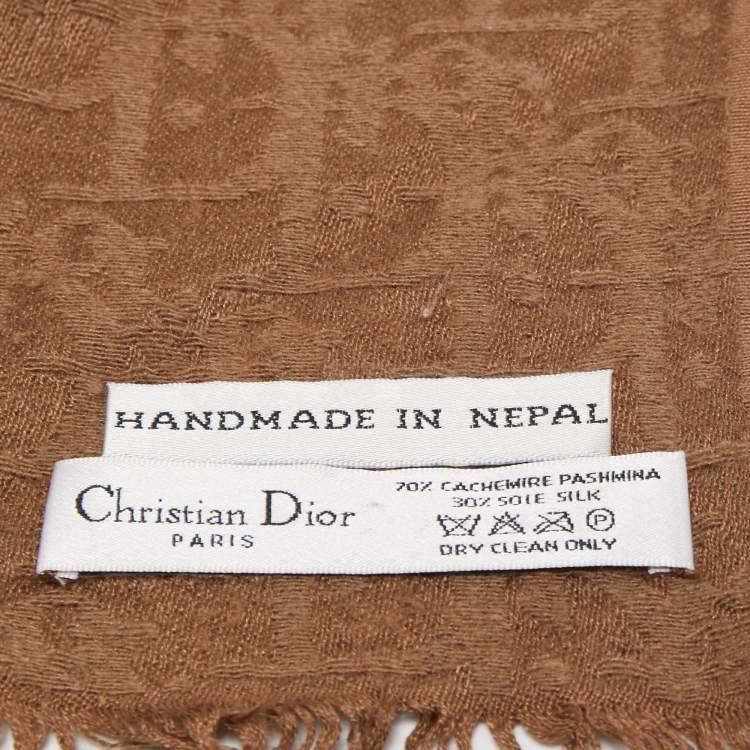 HANDMADE IN NEPAL
Christian Dior
PARIS
70% CACHEMIRE PASHMINA
30% SOIE SILK
P
DRY CLEAN ONLY